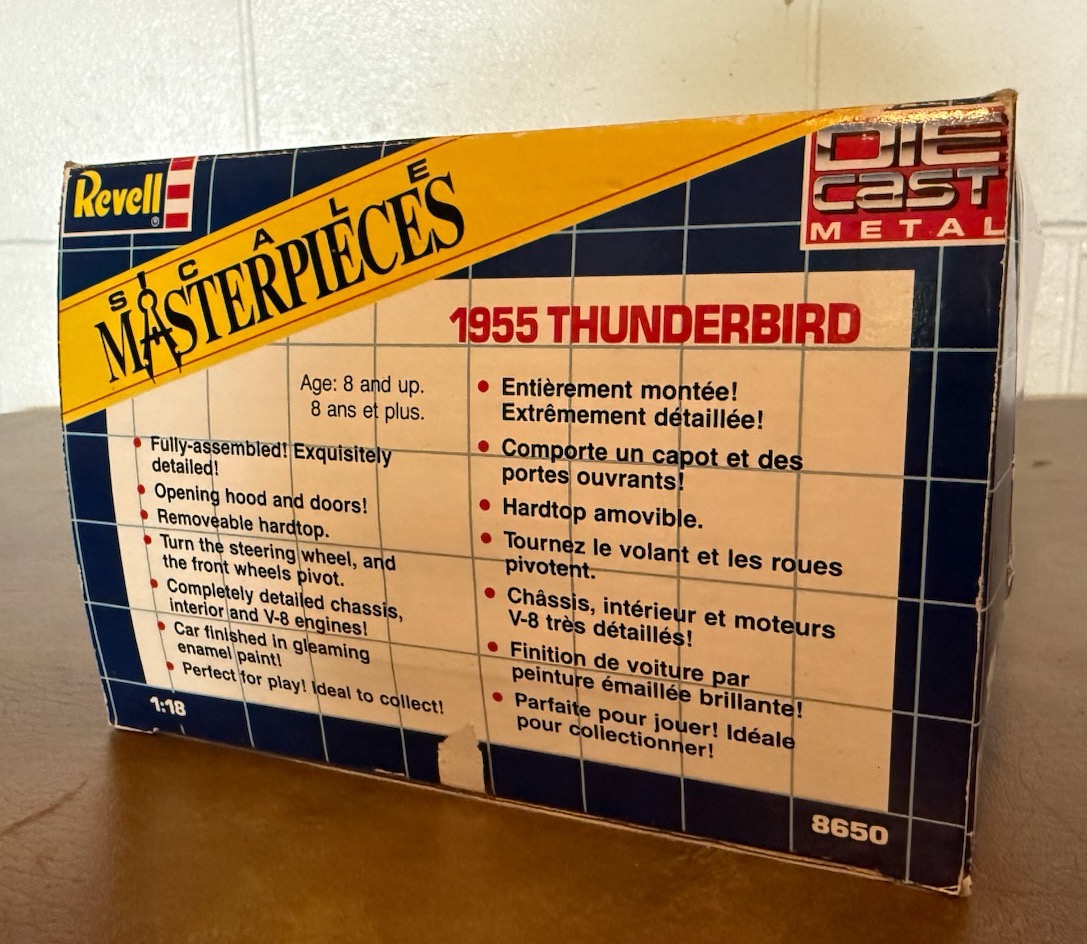 Revell
®
SCALE
MASTERPIECES
DIE
CAST
METAL
1955 THUNDERBIRD
Age: 8 and up.
8 ans et plus.
• Fully-assembled! Exquisitely
detailed!
• Opening hood and doors!
• Removeable hardtop.
• Turn the steering wheel, and
the front wheels pivot.
• Completely detailed chassis,
interior and V-8 engines!
• Car finished in gleaming
enamel paint!
• Perfect for play! Ideal to collect!
• Entièrement montée!
Extrêmement détaillée!
• Comporte un capot et des
portes ouvrants!
• Hardtop amovible.
• Tournez le volant et les roues
pivotent.
• Châssis, intérieur et moteurs
V-8 très détaillés!
• Finition de voiture par
peinture émaillée brillante!
• Parfaite pour jouer! Idéale
pour collectionner!
1:18
8650